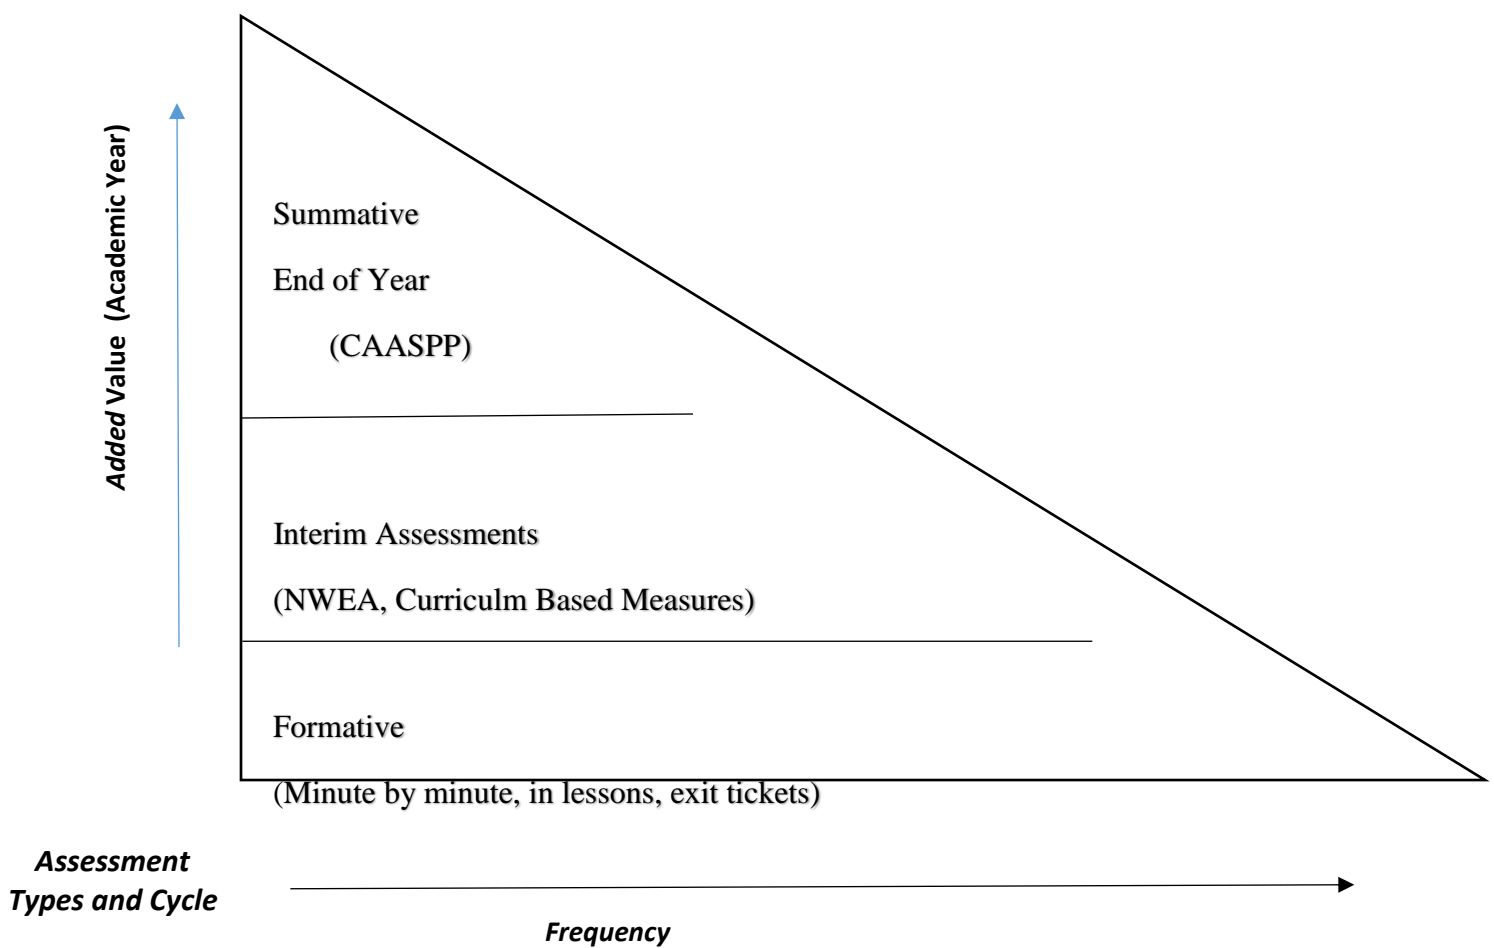 Added Value  (Academic Year)
Summative
End of Year
(CAASPP)
Interim Assessments
(NWEA, Curriculm Based Measures)
Formative
(Minute by minute, in lessons, exit tickets)
Assessment
Types and Cycle
Frequency